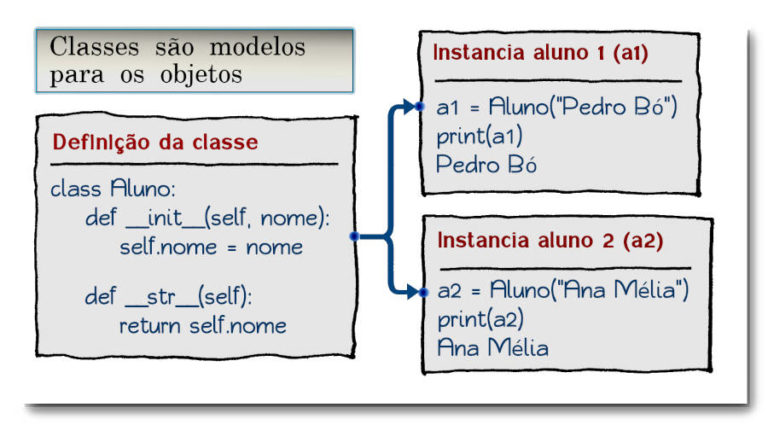 Classes são modelos
para os objetos
Definição da classe
class Aluno:
def __init__(self, nome):
self.nome = nome
def __str__(self):
return self.nome
Instancia aluno 1 (a1)
a1 = Aluno("Pedro Bó")
print(a1)
Pedro Bó
Instancia aluno 2 (a2)
a2 = Aluno("Ana Mélia")
print(a2)
Ana Mélia